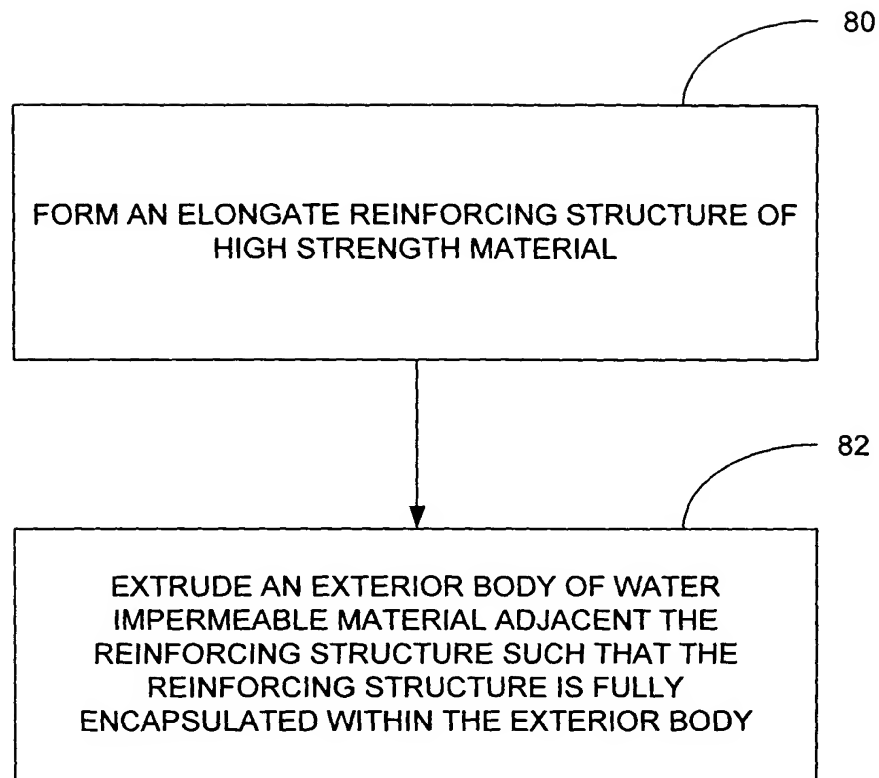 80
FORM AN ELONGATE REINFORCING STRUCTURE OF
HIGH STRENGTH MATERIAL
82
EXTRUDE AN EXTERIOR BODY OF WATER
IMPERMEABLE MATERIAL ADJACENT THE
REINFORCING STRUCTURE SUCH THAT THE
REINFORCING STRUCTURE IS FULLY
ENCAPSULATED WITHIN THE EXTERIOR BODY